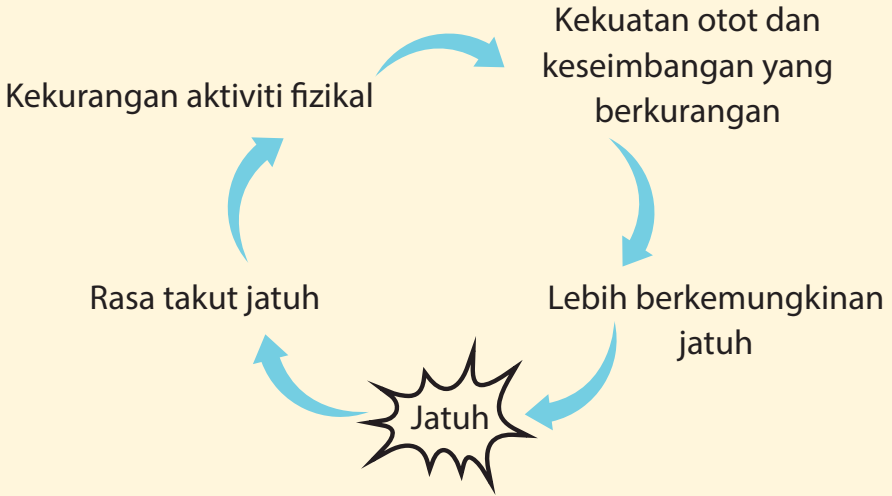 Kekuatan otot dan
keseimbangan yang
berkurangan
Kekurangan aktiviti fizikal
Rasa takut jatuh
Lebih berkemungkinan
jatuh
Jatuh